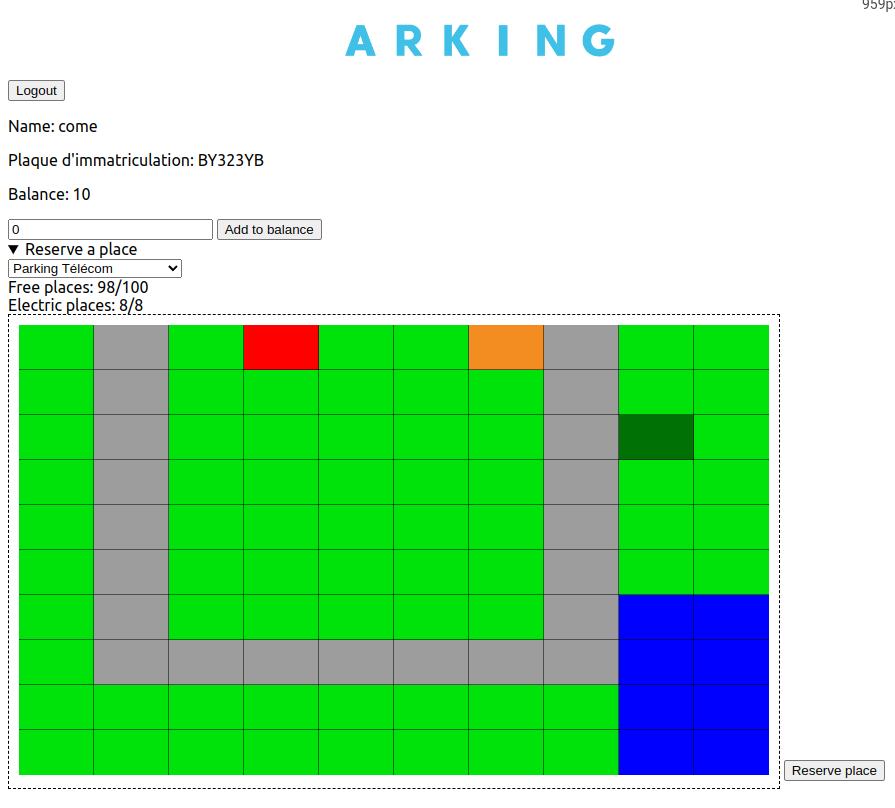 959px
ARKING
Logout
Name: come
Plaque d'immatriculation: BY323YB
Balance: 10
0 Add to balance
▼ Reserve a place
Parking Télécom
Free places: 98/100
Electric places: 8/8
Reserve place